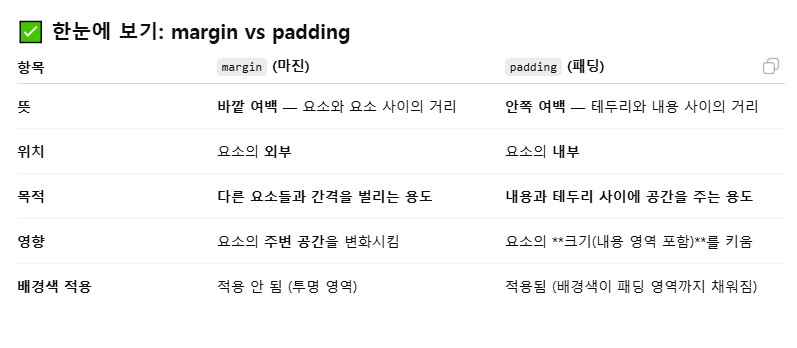 ✅ 한눈에 보기: margin vs padding
항목 margin (마진) padding (패딩)
뜻 바깥 여백 — 요소와 요소 사이의 거리 안쪽 여백 — 테두리와 내용 사이의 거리
위치 요소의 외부 요소의 내부
목적 다른 요소들과 간격을 벌리는 용도 내용과 테두리 사이에 공간을 주는 용도
영향 요소의 주변 공간을 변화시킴 요소의 **크기(내용 영역 포함)**를 키움
배경색 적용 적용 안 됨 (투명 영역) 적용됨 (배경색이 패딩 영역까지 채워짐)